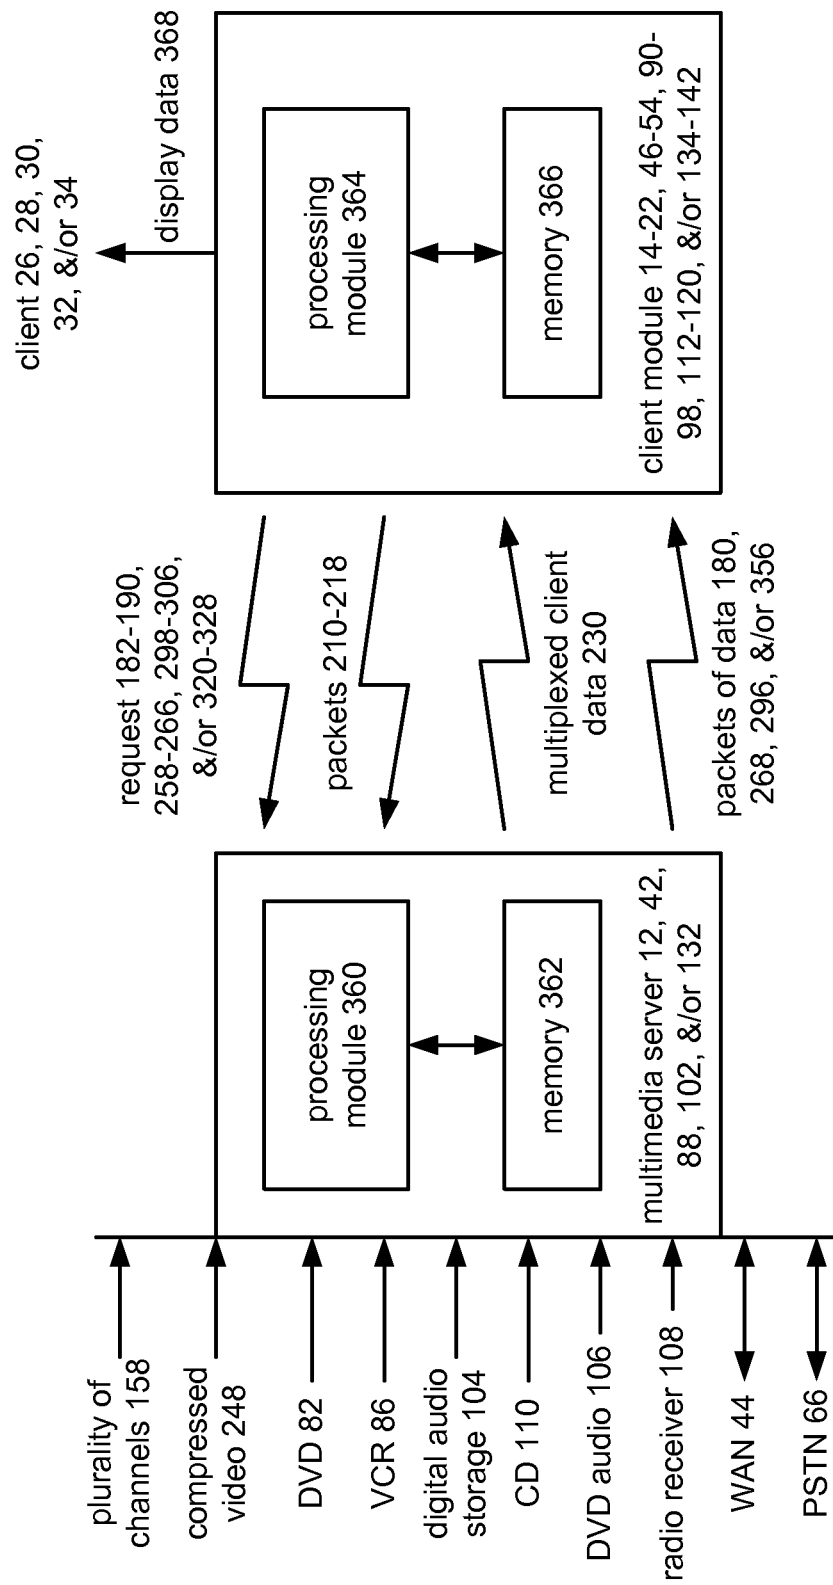 plurality of
channels 158
compressed
video 248
DVD 82
VCR 86
digital audio
storage 104
CD 110
DVD audio 106
radio receiver 108
WAN 44
PSTN 66
processing
module 360
memory 362
multimedia server 12, 42,
88, 102, &/or 132
request 182-190,
258-266, 298-306,
&/or 320-328
packets 210-218
multiplexed client
data 230
packets of data 180,
268, 296, &/or 356
client 26, 28, 30,
32, &/or 34
display data 368
processing
module 364
memory 366
client module 14-22, 46-54, 90-
98, 112-120, &/or 134-142